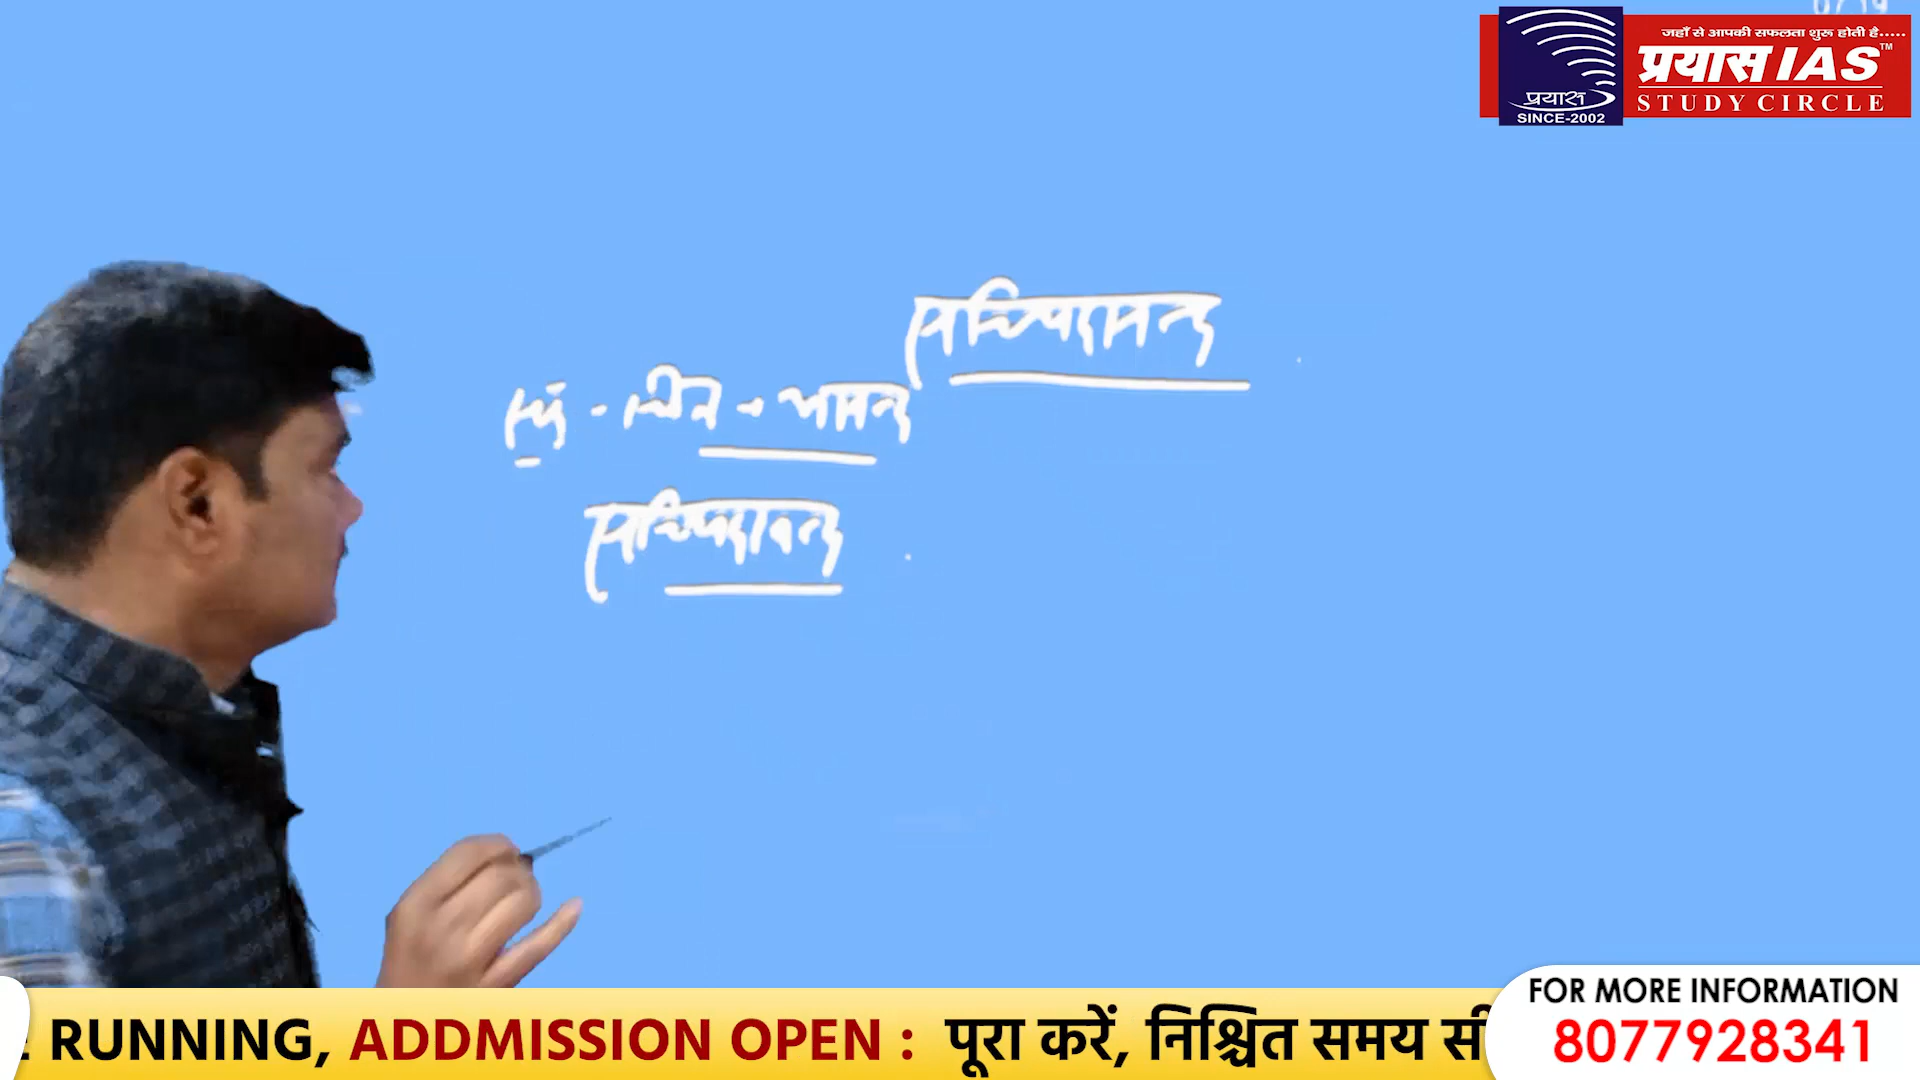 जहाँ से आपकी सफलता शुरू होती है.....
प्रयास IAS™
STUDY CIRCLE
प्रयास
SINCE-2002
सच्चिदानन्द
सत् - चित् - आनन्द
सच्चिदानन्द
RUNNING, ADDMISSION OPEN : पूरा करें, निश्चित समय सी
FOR MORE INFORMATION
8077928341